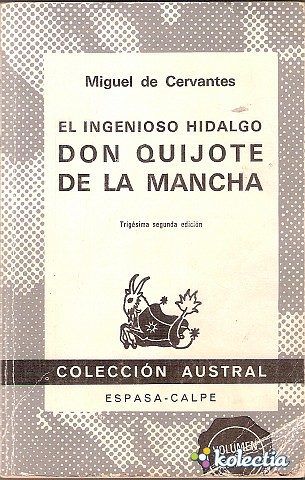 Miguel de Cervantes
EL INGENIOSO HIDALGO
DON QUIJOTE
DE LA MANCHA
Trigésima segunda edición
COLECCIÓN AUSTRAL
ESPASA-CALPE
VOLUMEN
kolectia